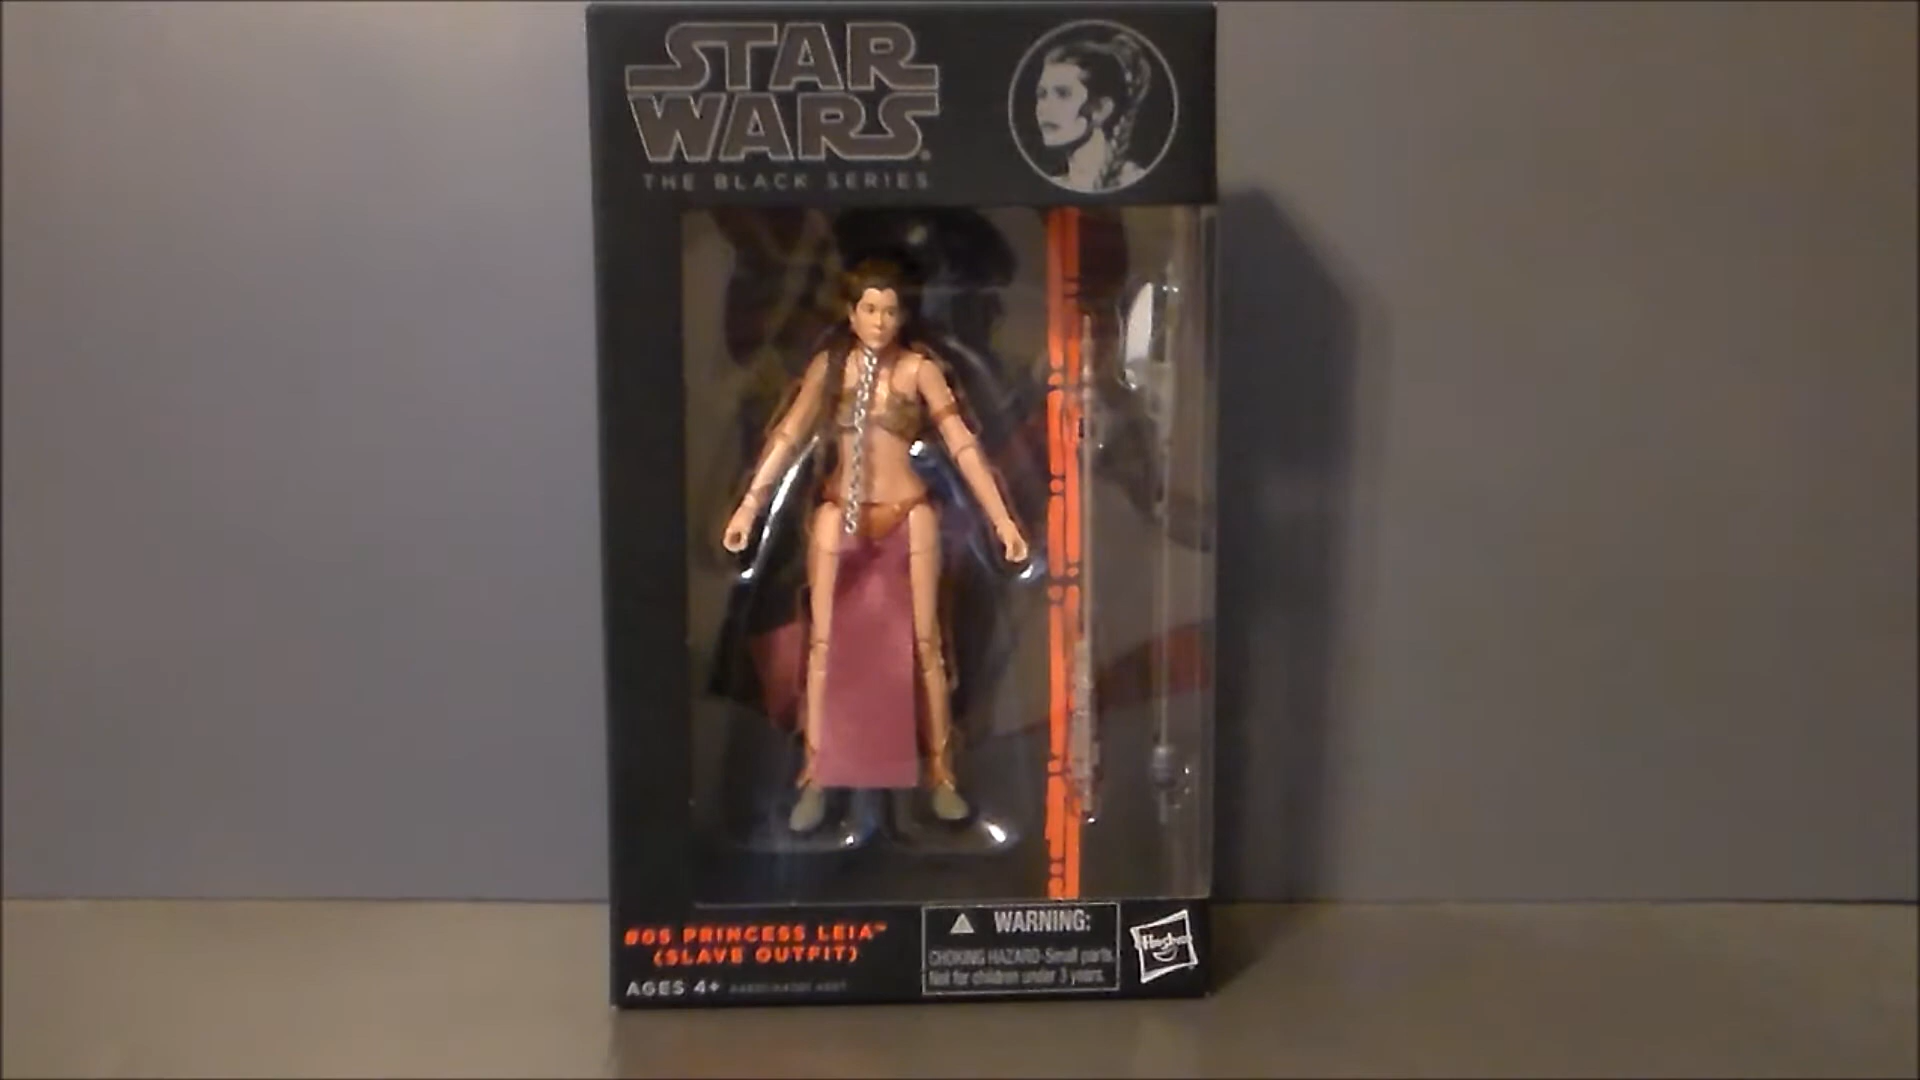 STAR
WARS
THE BLACK SERIES
#05 PRINCESS LEIA™
(SLAVE OUTFIT)
AGES 4+
WARNING:
CHOKING HAZARD-Small parts.
Not for children under 3 years.
Hasbro